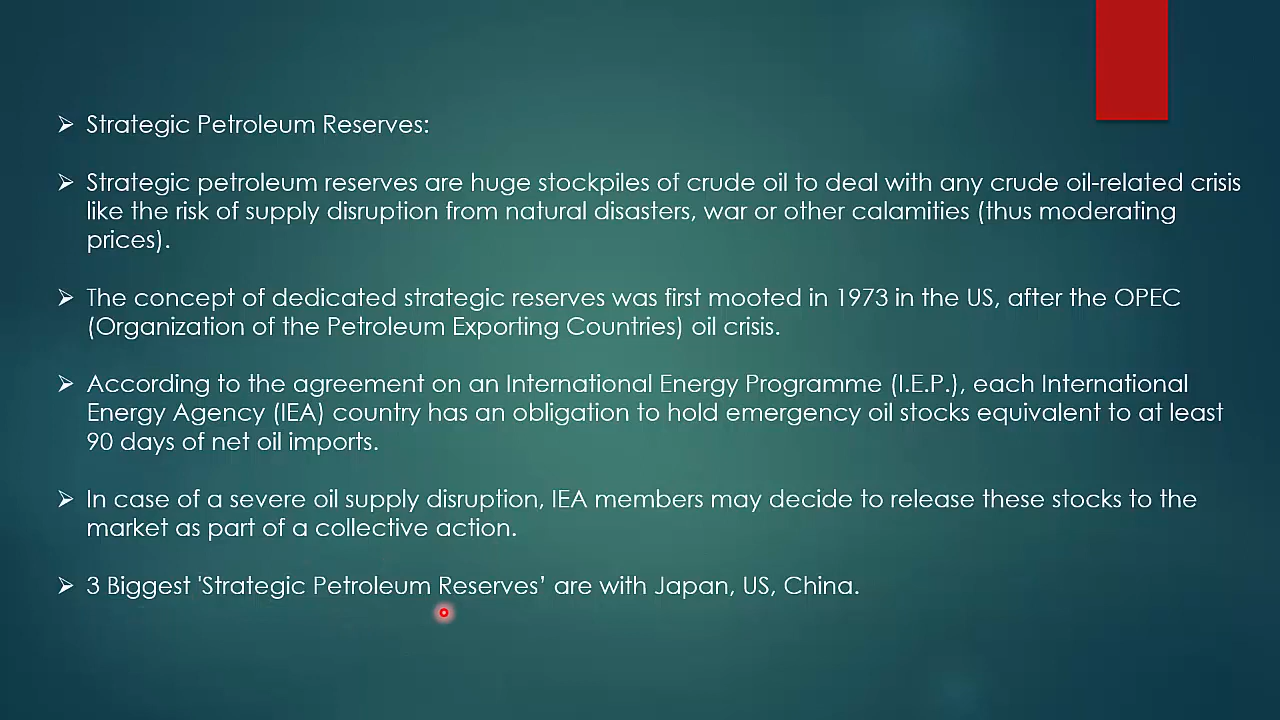 ➢ Strategic Petroleum Reserves:
➢ Strategic petroleum reserves are huge stockpiles of crude oil to deal with any crude oil-related crisis
like the risk of supply disruption from natural disasters, war or other calamities (thus moderating
prices).
➢ The concept of dedicated strategic reserves was first mooted in 1973 in the US, after the OPEC
(Organization of the Petroleum Exporting Countries) oil crisis.
➢ According to the agreement on an International Energy Programme (I.E.P.), each International
Energy Agency (IEA) country has an obligation to hold emergency oil stocks equivalent to at least
90 days of net oil imports.
➢ In case of a severe oil supply disruption, IEA members may decide to release these stocks to the
market as part of a collective action.
➢ 3 Biggest 'Strategic Petroleum Reserves’ are with Japan, US, China.